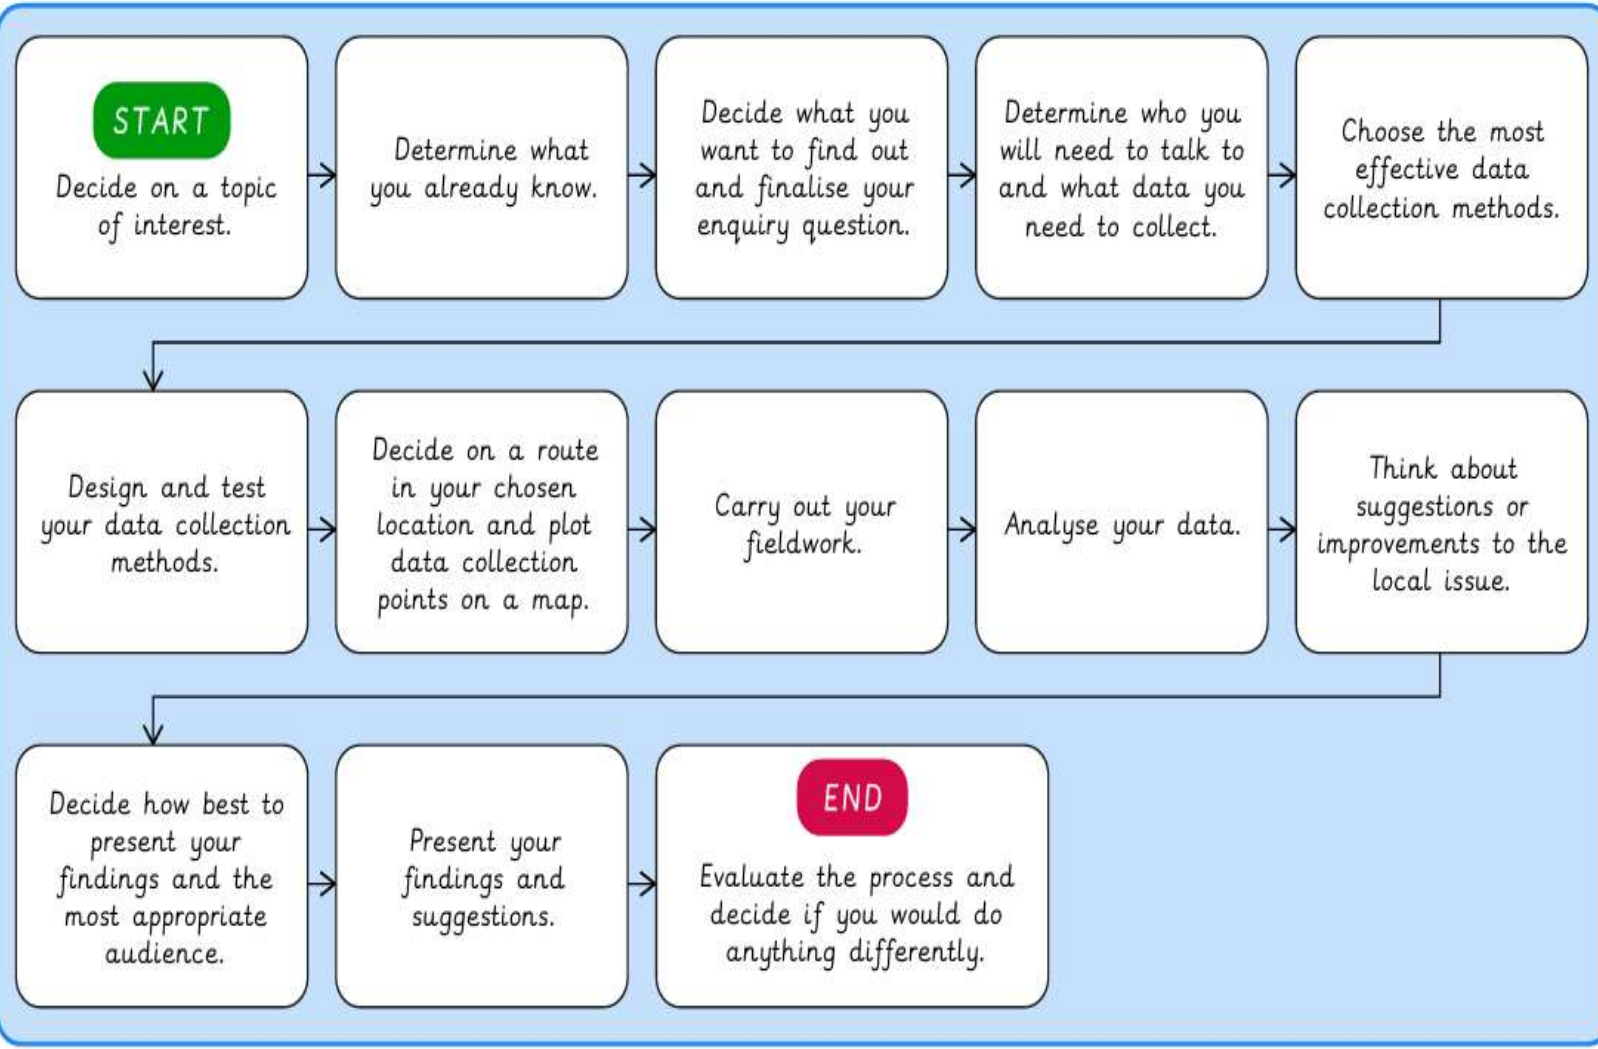 START
Decide on a topic
of interest.
Determine what
you already know.
Decide what you
want to find out
and finalise your
enquiry question.
Determine who you
will need to talk to
and what data you
need to collect.
Choose the most
effective data
collection methods.
Design and test
your data collection
methods.
Decide on a route
in your chosen
location and plot
data collection
points on a map.
Carry out your
fieldwork.
Analyse your data.
Think about
suggestions or
improvements to the
local issue.
Decide how best to
present your
findings and the
most appropriate
audience.
Present your
findings and
suggestions.
END
Evaluate the process and
decide if you would do
anything differently.